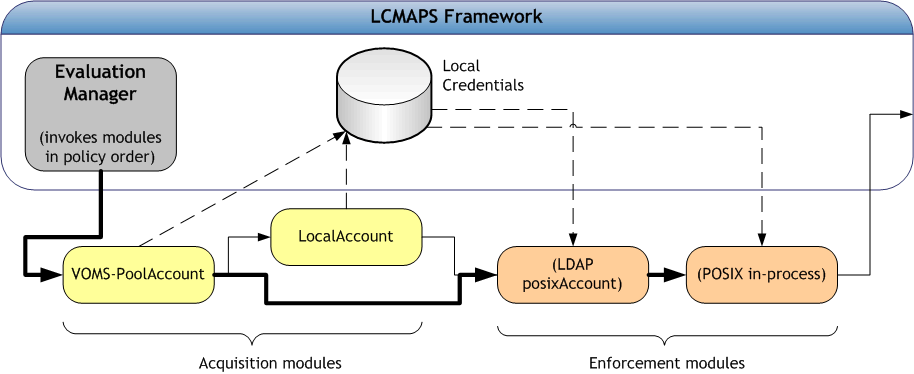 LCMAPS Framework
Evaluation
Manager
(invokes modules
in policy order)
Local
Credentials
VOMS-PoolAccount
LocalAccount
(LDAP
posixAccount)
(POSIX in-process)
Acquisition modules
Enforcement modules